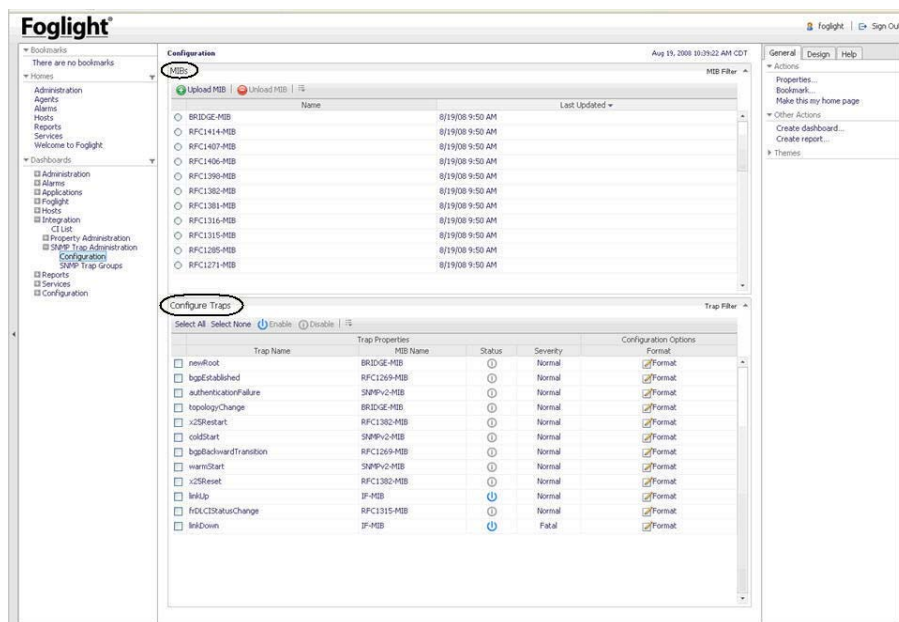 Foglight®
foglight | Sign Out
Bookmarks
There are no bookmarks
Homes
Administration
Agents
Alarms
Hosts
Reports
Services
Welcome to Foglight
Dashboards
Administration
Alarms
Applications
Foglight
Hosts
Integration
CI List
Property Administration
SNMP Trap Administration
Configuration
SNMP Trap Groups
Reports
Services
Configuration
Configuration Aug 19, 2008 10:39:22 AM CDT
MIBs MIB Filter
Upload MIB | Unload MIB |
Name Last Updated
BRIDGE-MIB 8/19/08 9:50 AM
RFC1414-MIB 8/19/08 9:50 AM
RFC1407-MIB 8/19/08 9:50 AM
RFC1406-MIB 8/19/08 9:50 AM
RFC1398-MIB 8/19/08 9:50 AM
RFC1382-MIB 8/19/08 9:50 AM
RFC1381-MIB 8/19/08 9:50 AM
RFC1316-MIB 8/19/08 9:50 AM
RFC1315-MIB 8/19/08 9:50 AM
RFC1285-MIB 8/19/08 9:50 AM
RFC1271-MIB 8/19/08 9:50 AM
Configure Traps Trap Filter
Select All Select None Enable Disable |
Trap Properties Configuration Options
Trap Name MIB Name Status Severity Format
newRoot BRIDGE-MIB Normal Format
bgpEstablished RFC1269-MIB Normal Format
authenticationFailure SNMPv2-MIB Normal Format
topologyChange BRIDGE-MIB Normal Format
x25Restart RFC1382-MIB Normal Format
coldStart SNMPv2-MIB Normal Format
bgpBackwardTransition RFC1269-MIB Normal Format
warmStart SNMPv2-MIB Normal Format
x25Reset RFC1382-MIB Normal Format
linkUp IF-MIB Normal Format
frDLCIStatusChange RFC1315-MIB Normal Format
linkDown IF-MIB Fatal Format
General Design Help
Actions
Properties...
Bookmark...
Make this my home page
Other Actions
Create dashboard...
Create report...
Themes